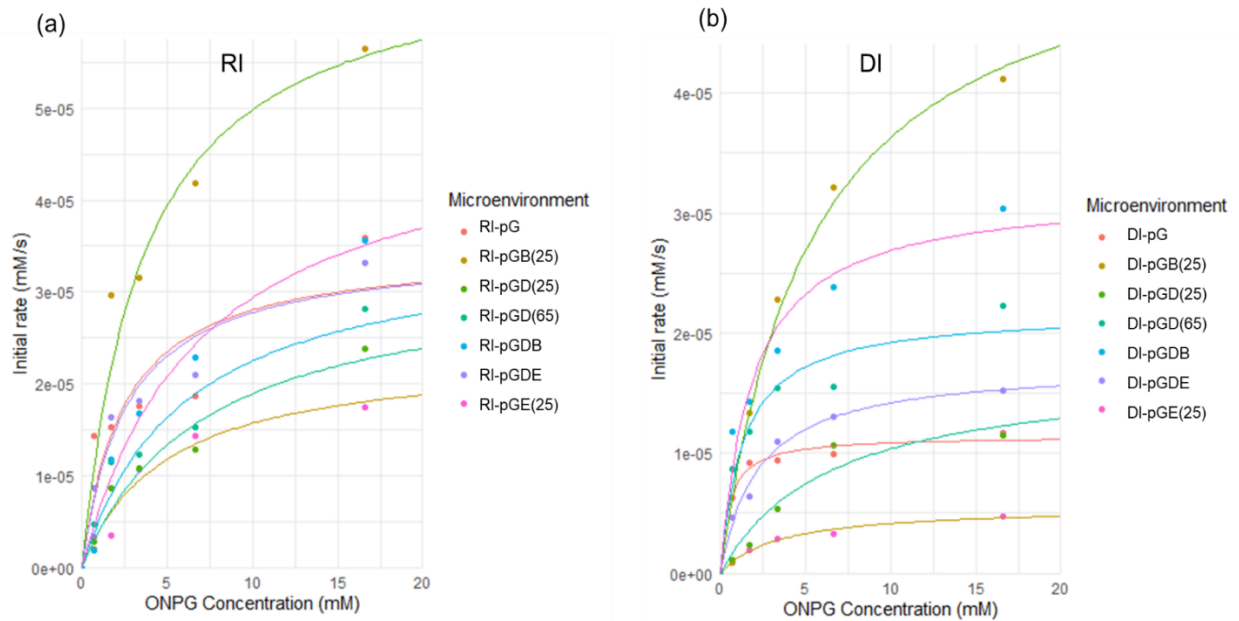 (a)
RI
5e-05
4e-05
3e-05
2e-05
1e-05
0e+00
Initial rate (mM/s)
0
5
10
15
20
ONPG Concentration (mM)
Microenvironment
RI-pG
RI-pGB(25)
RI-pGD(25)
RI-pGD(65)
RI-pGDB
RI-pGDE
RI-pGE(25)
(b)
DI
4e-05
3e-05
2e-05
1e-05
0e+00
Initial rate (mM/s)
0
5
10
15
20
ONPG Concentration (mM)
Microenvironment
DI-pG
DI-pGB(25)
DI-pGD(25)
DI-pGD(65)
DI-pGDB
DI-pGDE
DI-pGE(25)